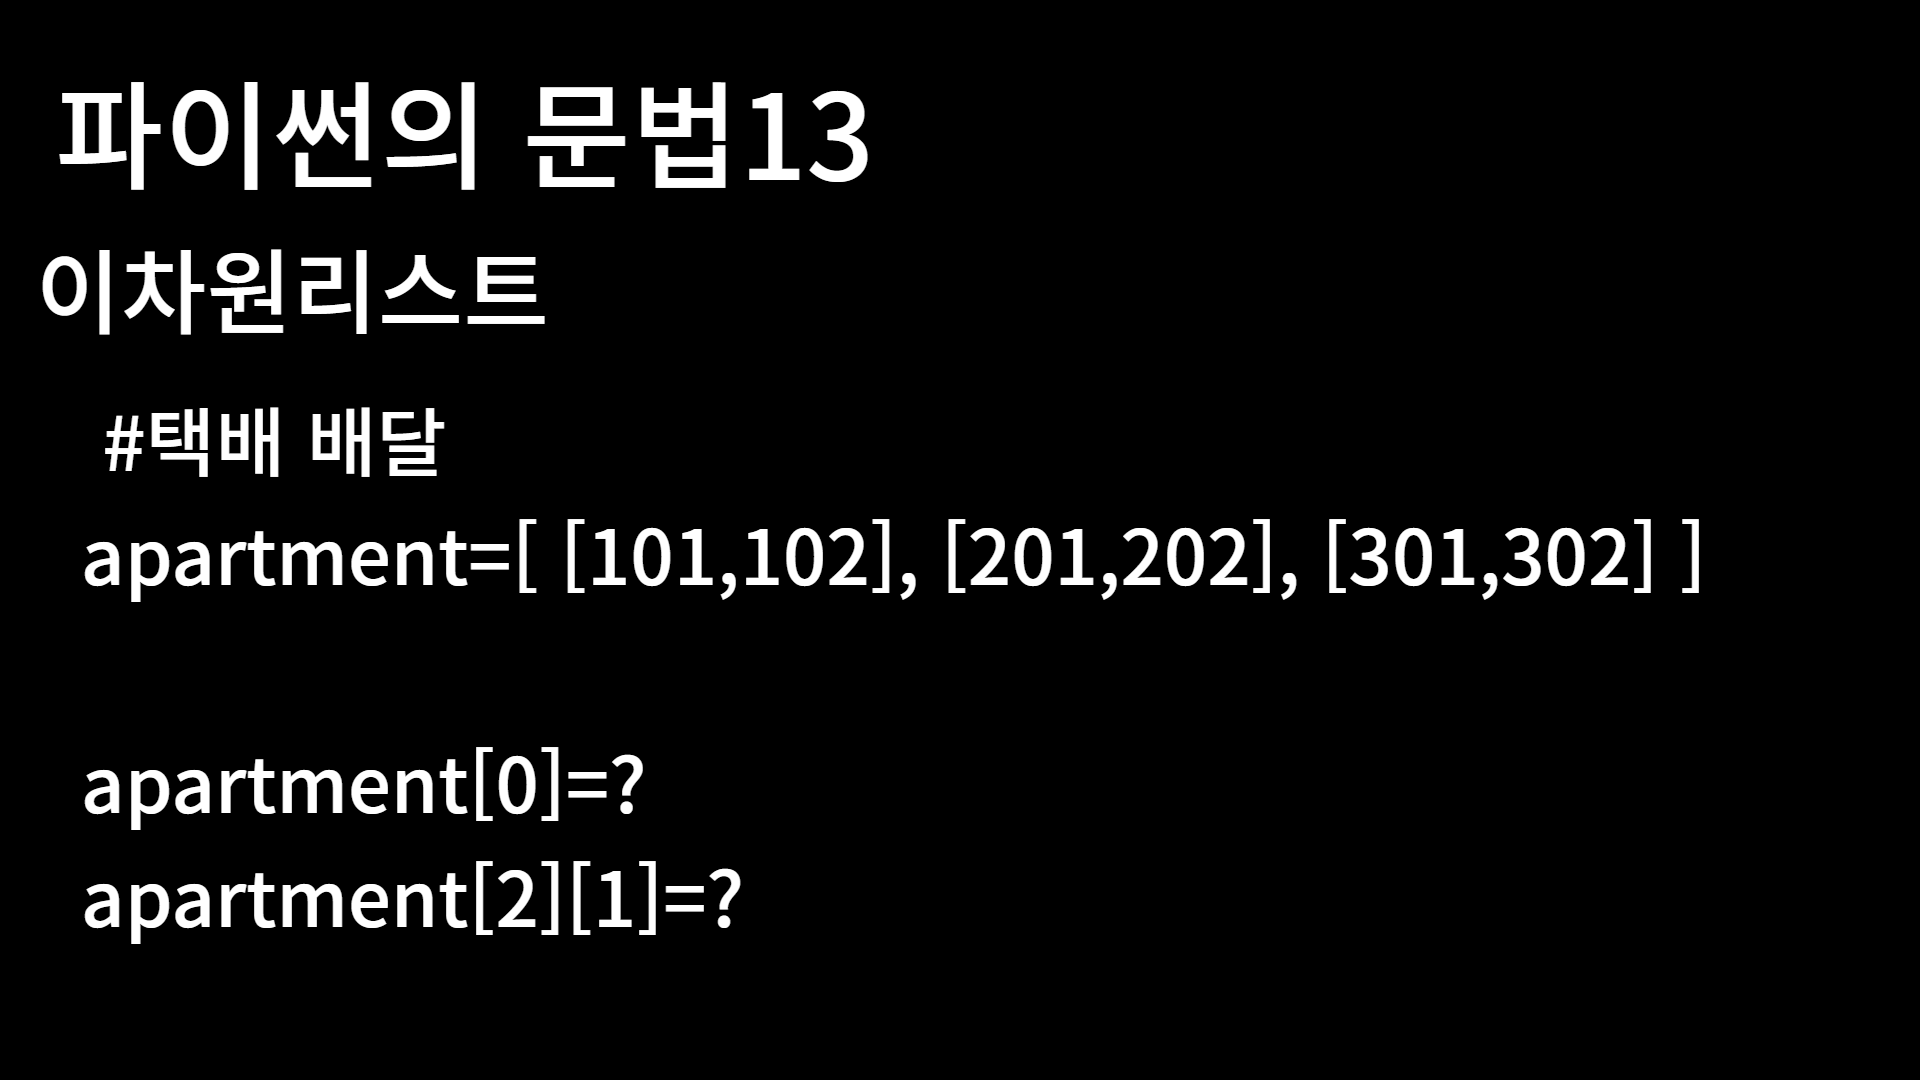 파이썬의 문법13
이차원리스트
#택배 배달
apartment=[ [101,102], [201,202], [301,302] ]
apartment[0]=?
apartment[2][1]=?